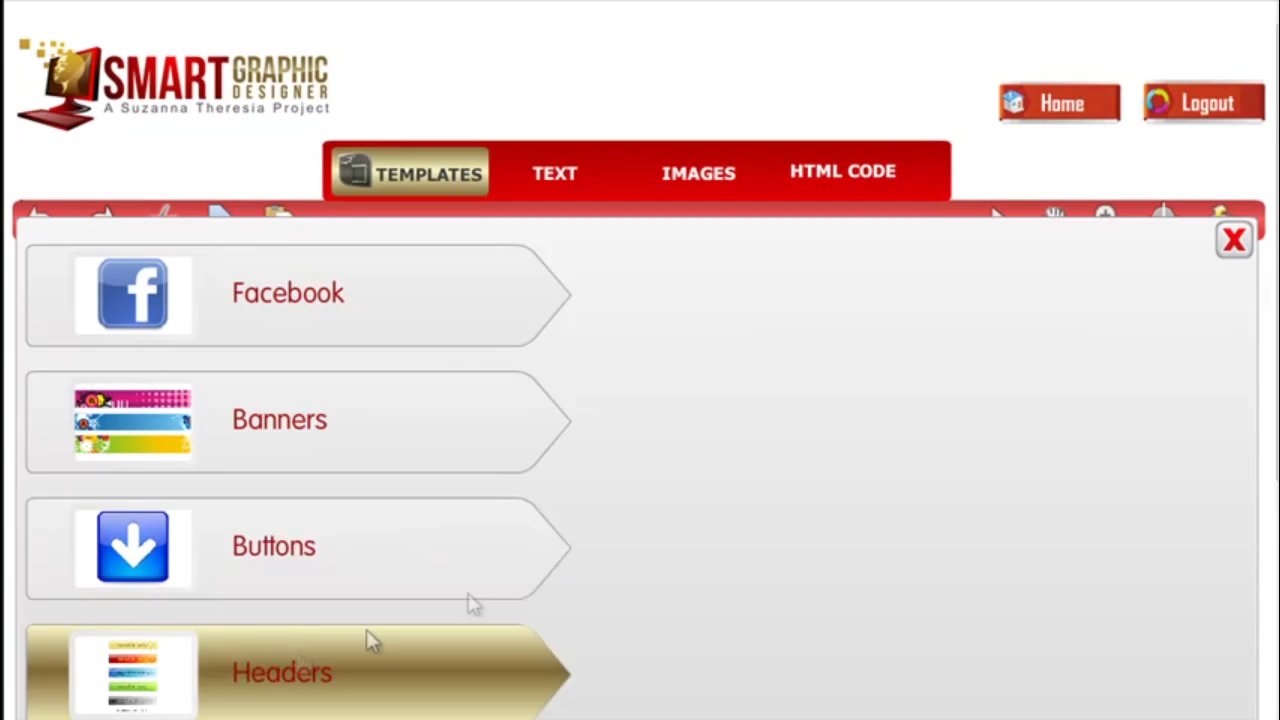 SMART GRAPHIC DESIGNER
A Suzanna Theresia Project
Home
Logout
TEMPLATES
TEXT
IMAGES
HTML CODE
X
Facebook
Banners
Buttons
Headers